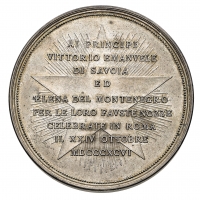 AI PRINCIPI
VITTORIO EMANUELE
DI SAVOIA
E D
ELENA DEL MONTENEGRO
PER LE LORO FAUSTE NOZZE
CELEBRATE IN ROMA
IL XXIV OTTOBRE
MDCCCXCVI